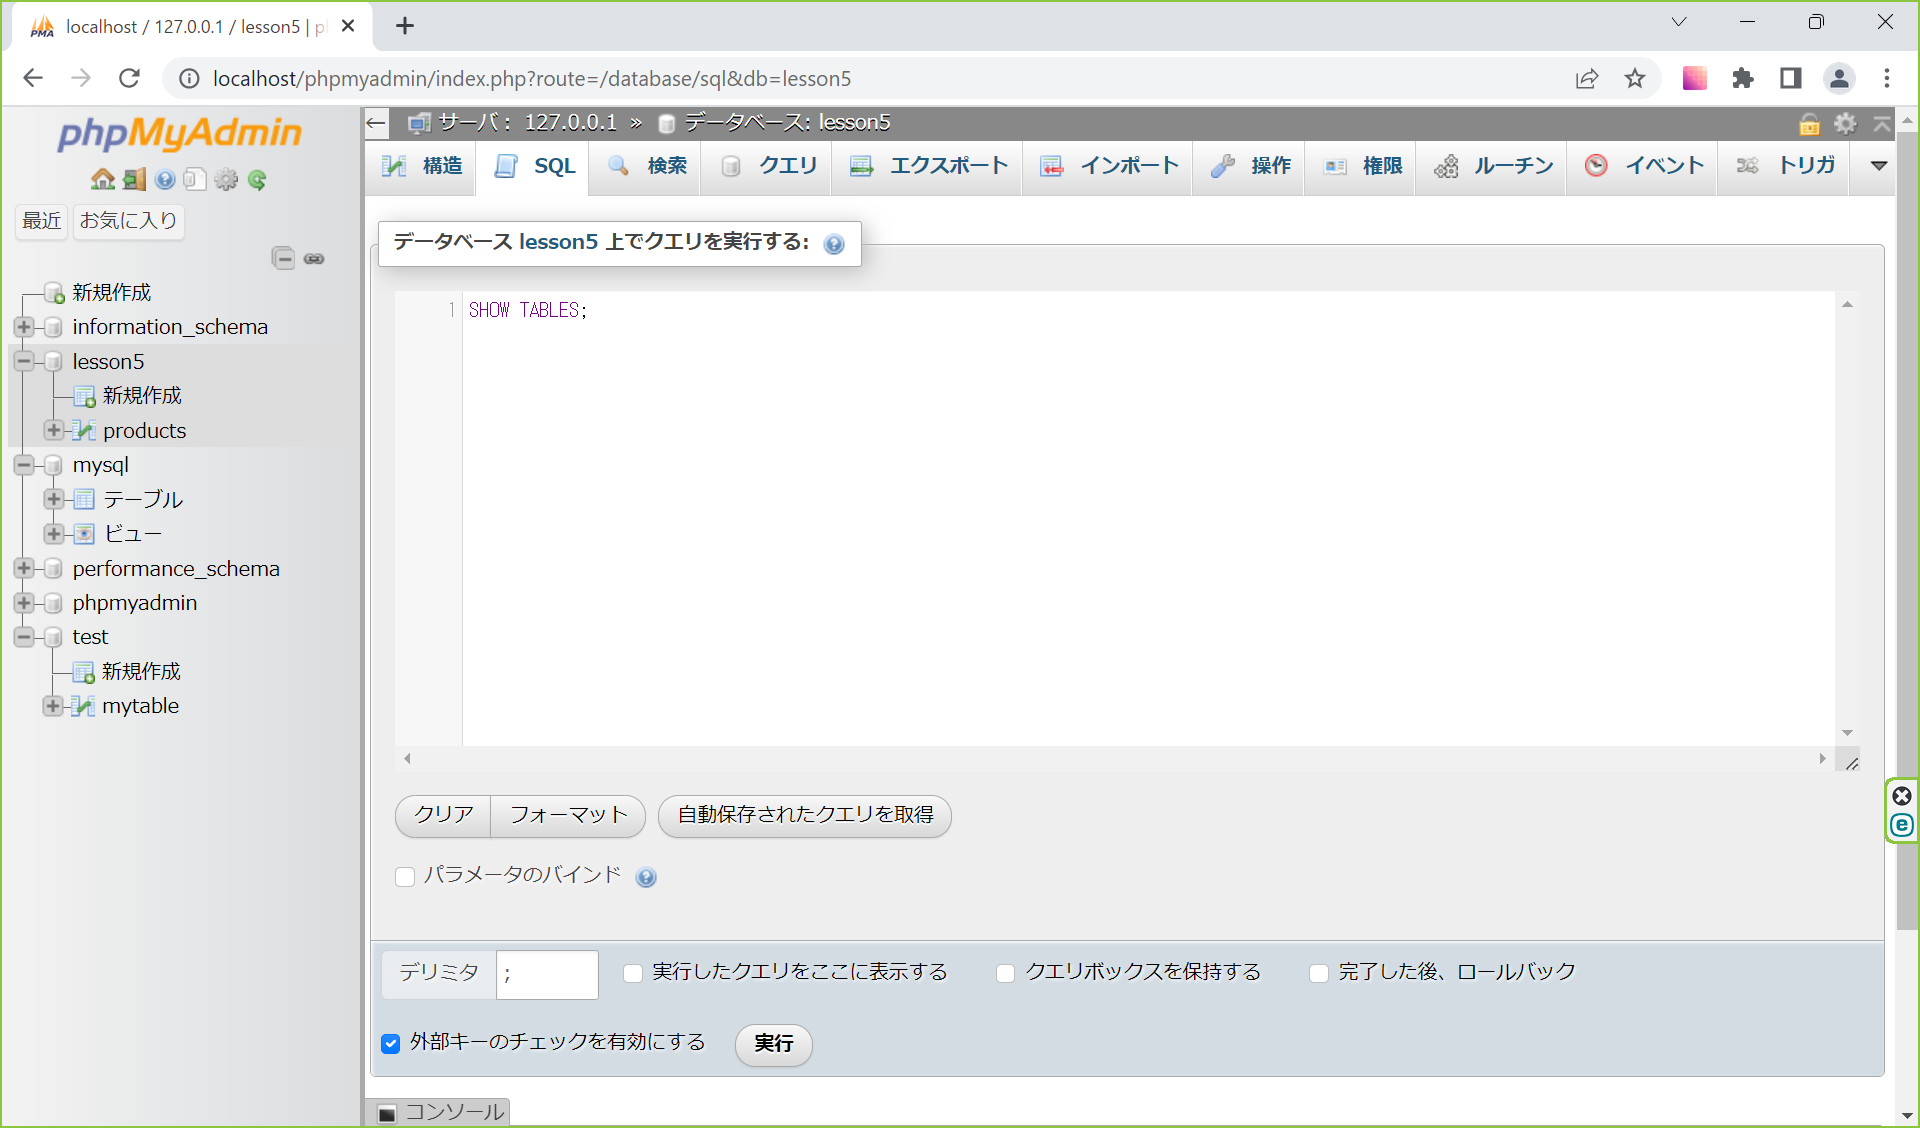 localhost / 127.0.0.1 / lesson5 | p
localhost/phpmyadmin/index.php?route=/database/sql&db=lesson5
phpMyAdmin
最近 お気に入り
新規作成
information_schema
lesson5
新規作成
products
mysql
テーブル
ビュー
performance_schema
phpmyadmin
test
新規作成
mytable
サーバ: 127.0.0.1 » データベース: lesson5
構造 SQL 検索 クエリ エクスポート インポート 操作 権限 ルーチン イベント トリガ
データベース lesson5 上でクエリを実行する:
1 SHOW TABLES;
クリア フォーマット 自動保存されたクエリを取得
パラメータのバインド
デリミタ ; 実行したクエリをここに表示する クエリボックスを保持する 完了した後、ロールバック
外部キーのチェックを有効にする 実行
コンソール